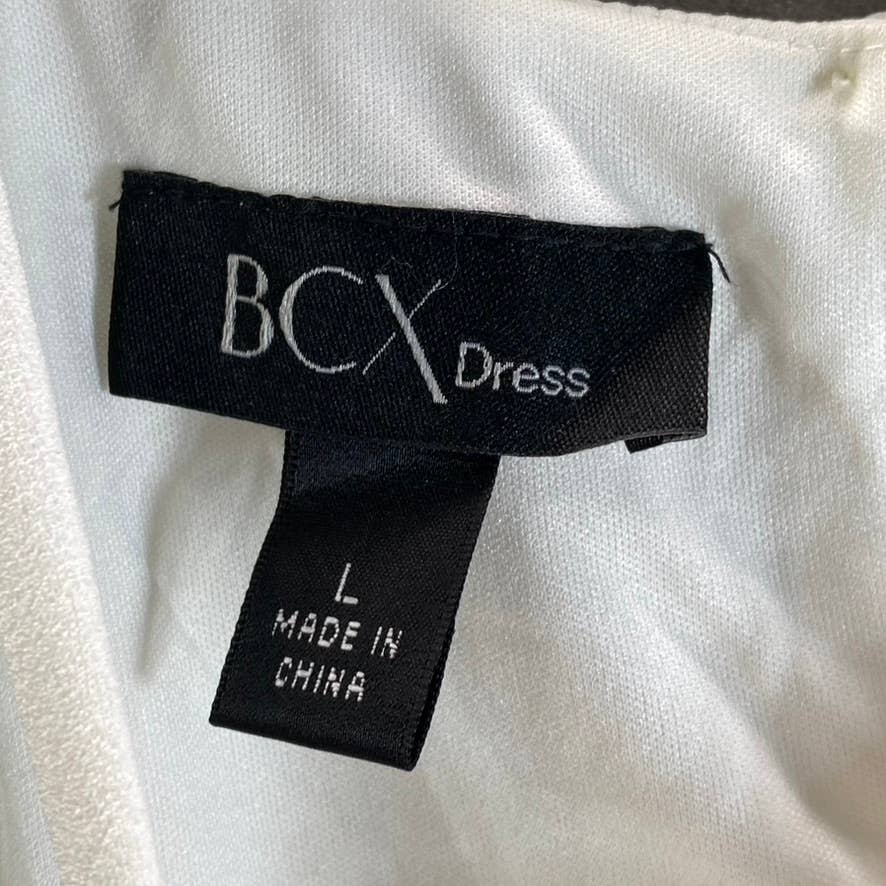 BCX Dress
L
MADE IN
CHINA